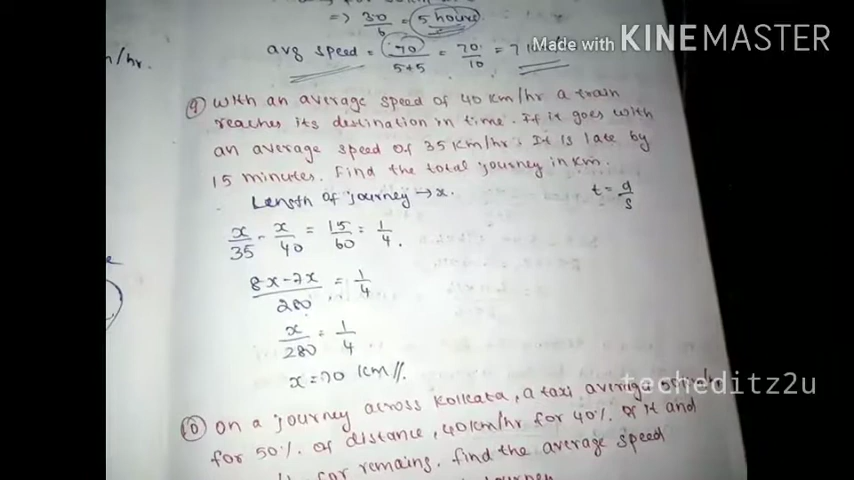 => 30/6 = 5 hours
avg speed = 70/5+5 = 70/10 = 7
Made with KINEMASTER
m/hr.
9 With an average speed of 40 km/hr a train
reaches its destination in time. If it goes with
an average speed of 35 km/hr, It is late by
15 minutes. Find the total journey in km.
Length of journey → x.
t = d/s
x/35 - x/40 = 15/60 = 1/4.
8x-7x/280 = 1/4
x/280 = 1/4
x = 70 km//.
techeditz2u
10 On a journey across Kolkata, a taxi average
for 50%. of distance, 40 km/hr for 40%. of it and
for remaining. find the average speed